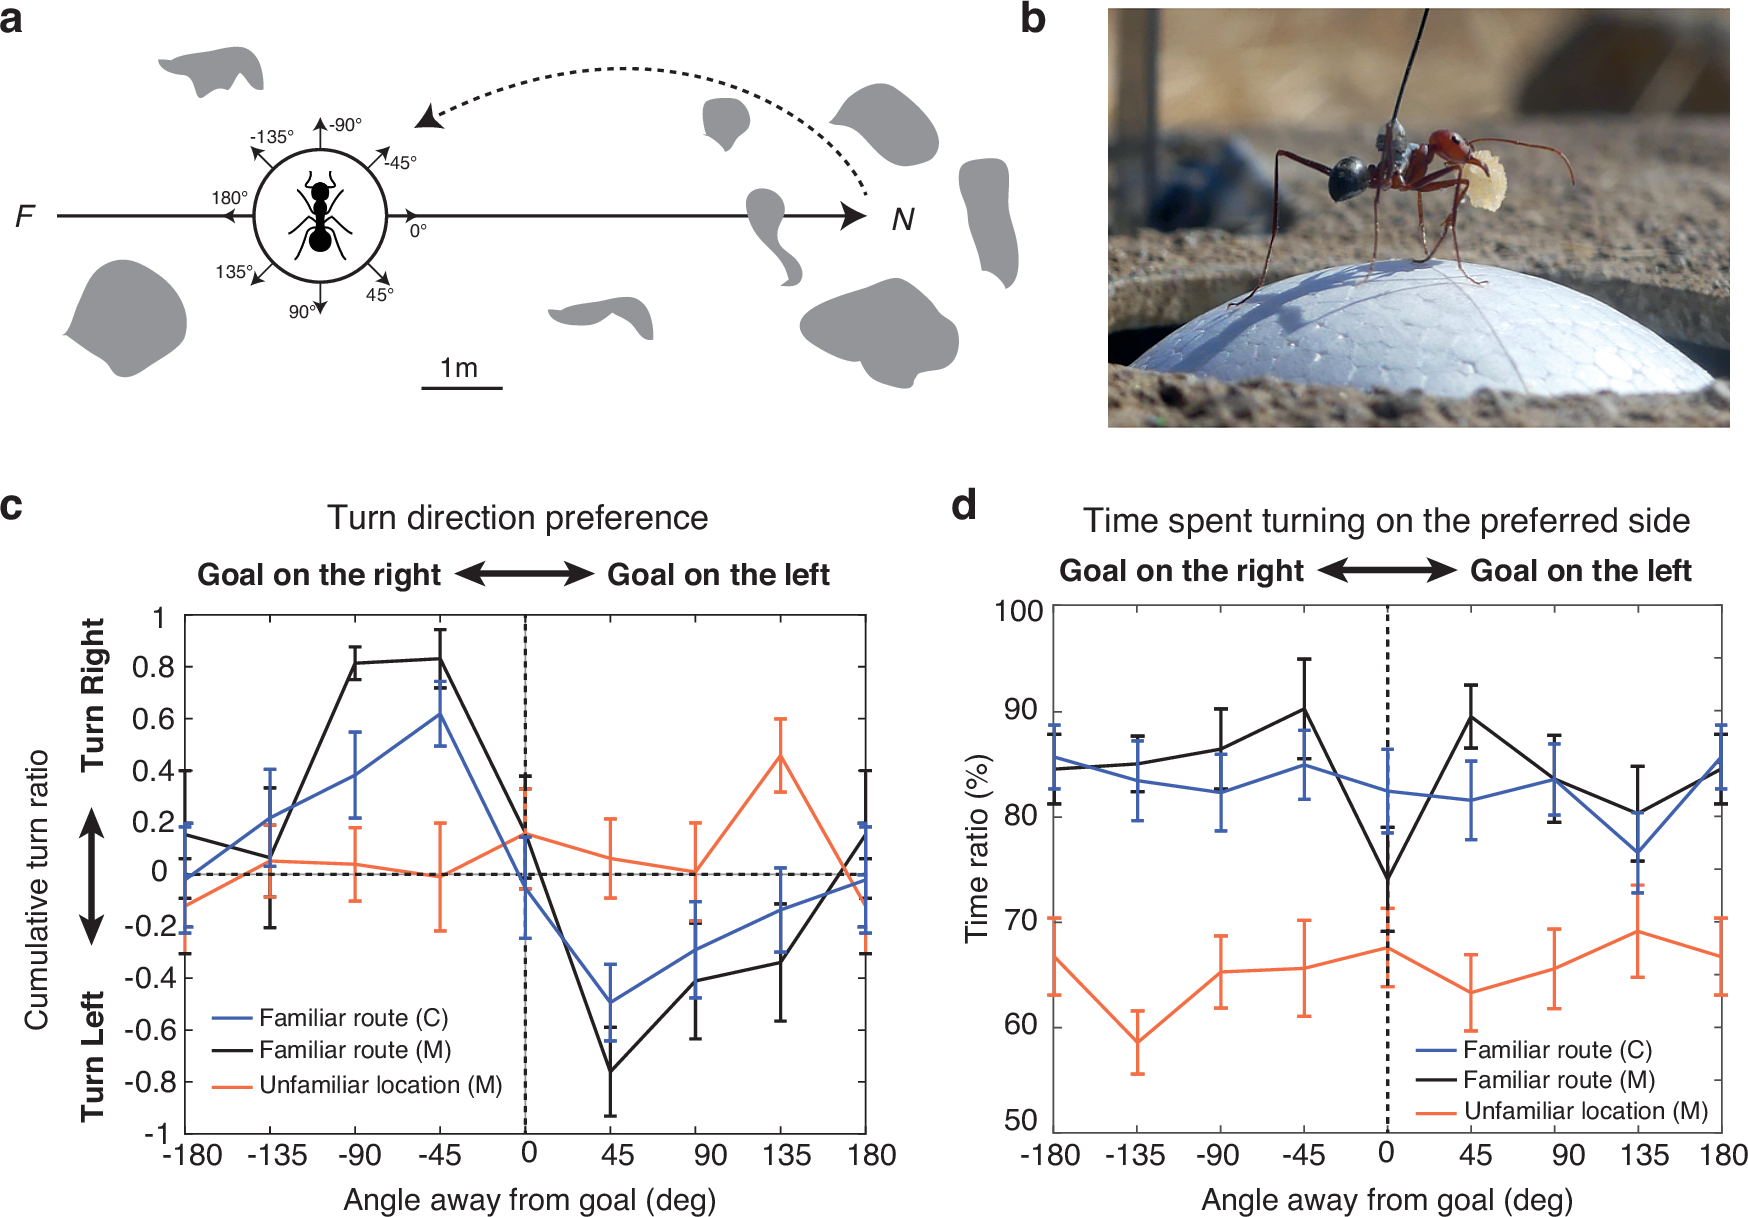 a
b
-90°
-135°
-45°
180°
F
N
0°
135°
45°
90°
1m
c
d
Turn direction preference
Goal on the right
Goal on the left
Time spent turning on the preferred side
Goal on the right
Goal on the left
Cumulative turn ratio
Turn Right
Turn Left
1
0.8
0.6
0.4
0.2
0
-0.2
-0.4
-0.6
-0.8
-1
Familiar route (C)
Familiar route (M)
Unfamiliar location (M)
-180 -135 -90 -45 0 45 90 135 180
Angle away from goal (deg)
Time ratio (%)
100
90
80
70
60
50
Familiar route (C)
Familiar route (M)
Unfamiliar location (M)
-180 -135 -90 -45 0 45 90 135 180
Angle away from goal (deg)